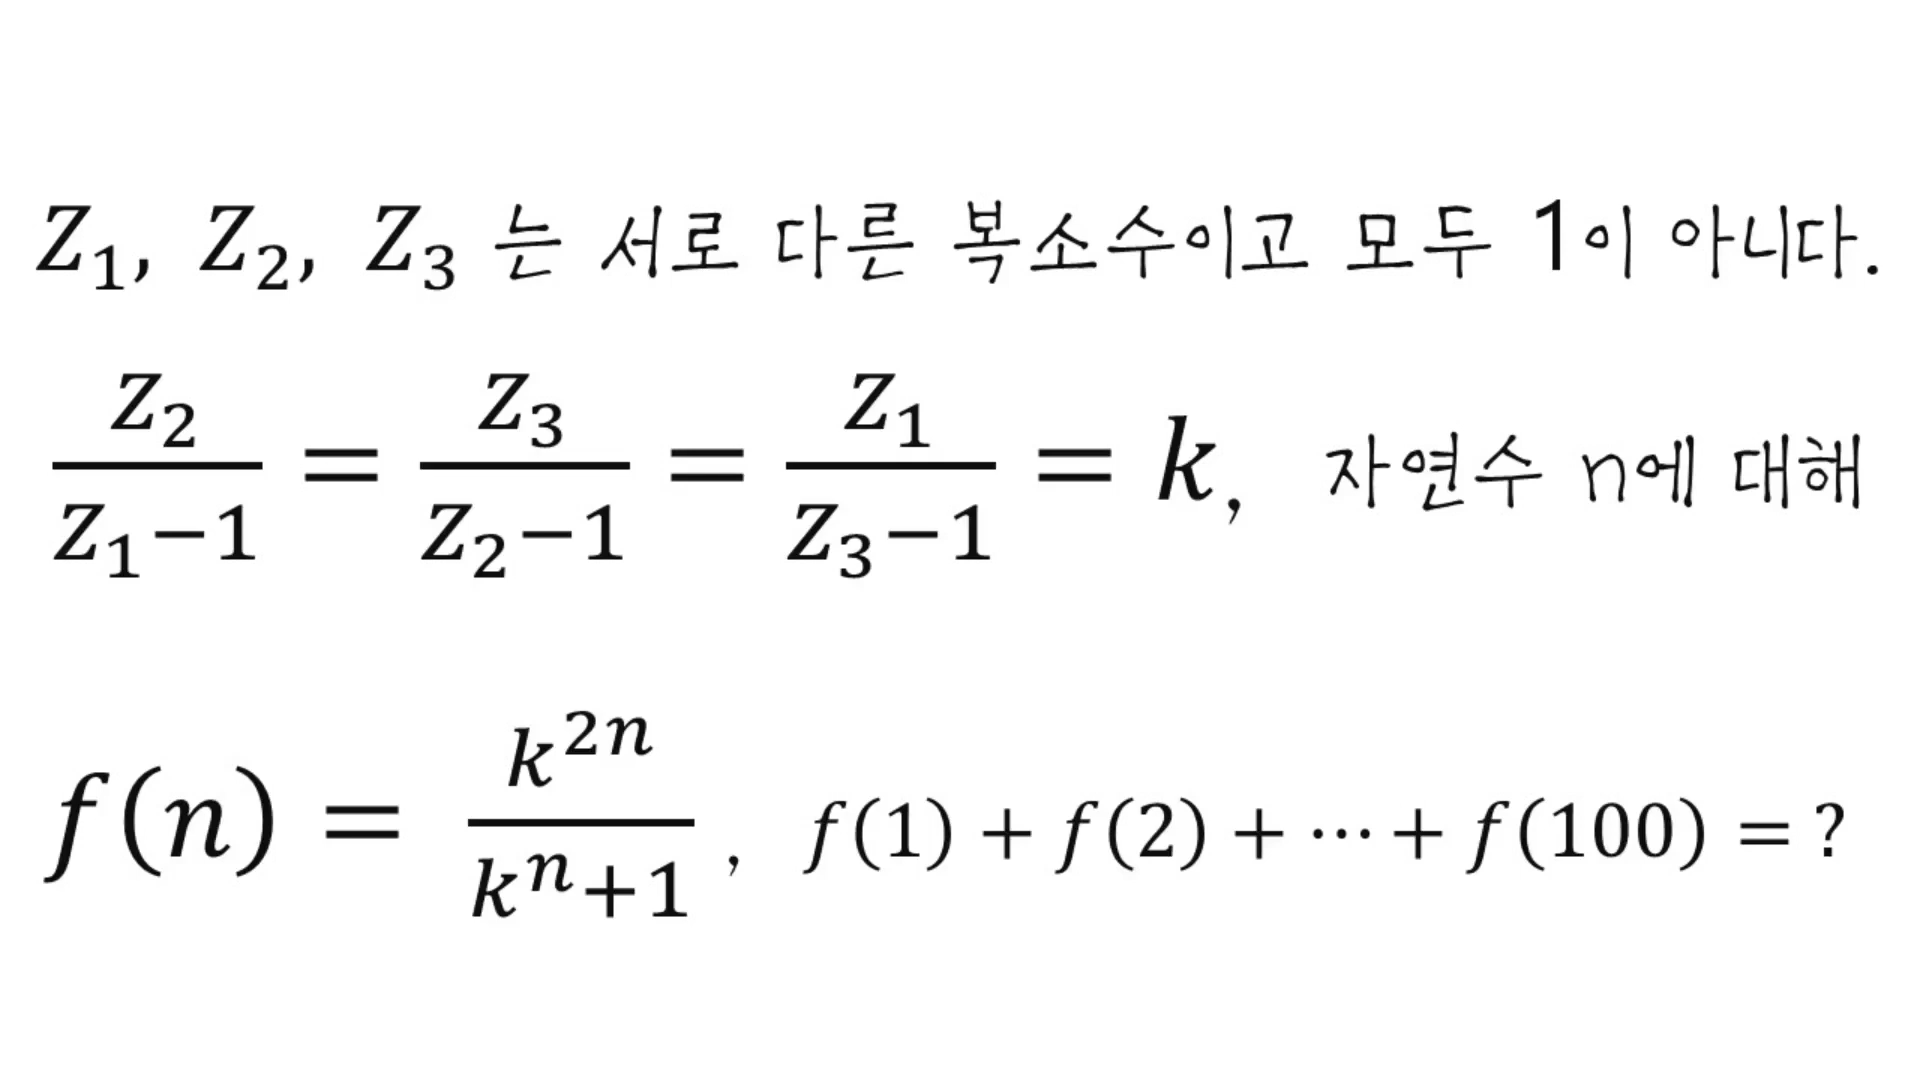 Z₁, Z₂, Z₃ 는 서로 다른 복소수이고 모두 1이 아니다.
Z₂/(Z₁−1) = Z₃/(Z₂−1) = Z₁/(Z₃−1) = k, 자연수 n에 대해
f(n) = k²ⁿ/(kⁿ+1), f(1) + f(2) + ⋯ + f(100) = ?